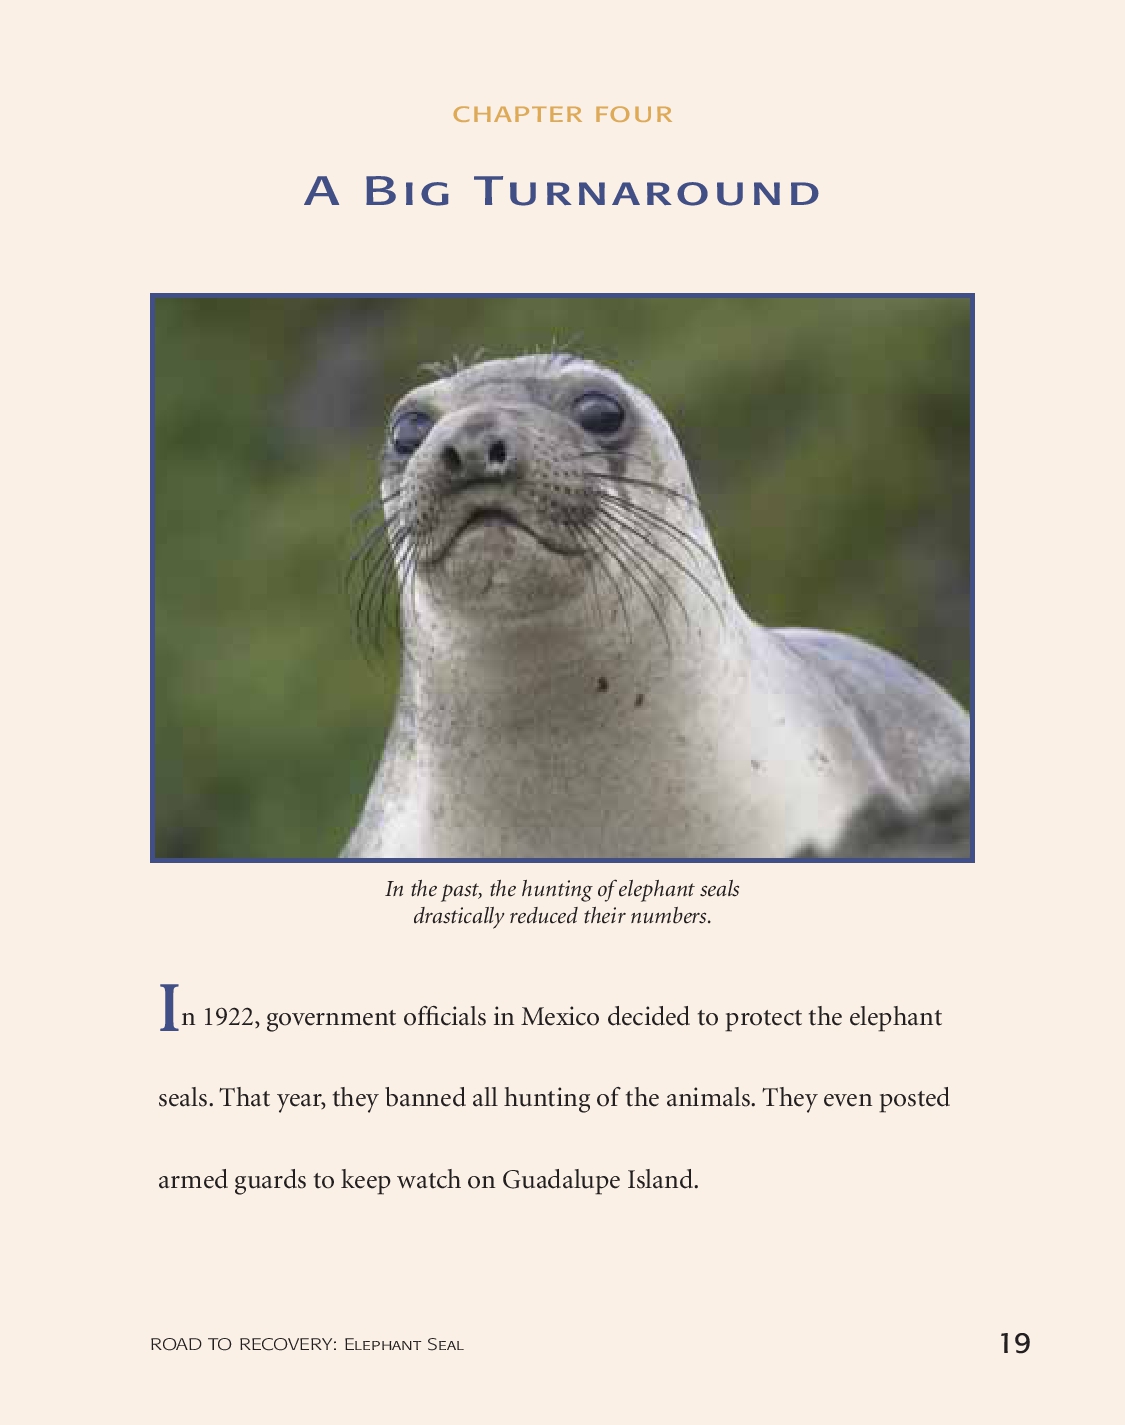 CHAPTER FOUR
A Big Turnaround
In the past, the hunting of elephant seals
drastically reduced their numbers.
In 1922, government officials in Mexico decided to protect the elephant
seals. That year, they banned all hunting of the animals. They even posted
armed guards to keep watch on Guadalupe Island.
ROAD TO RECOVERY: Elephant Seal
19